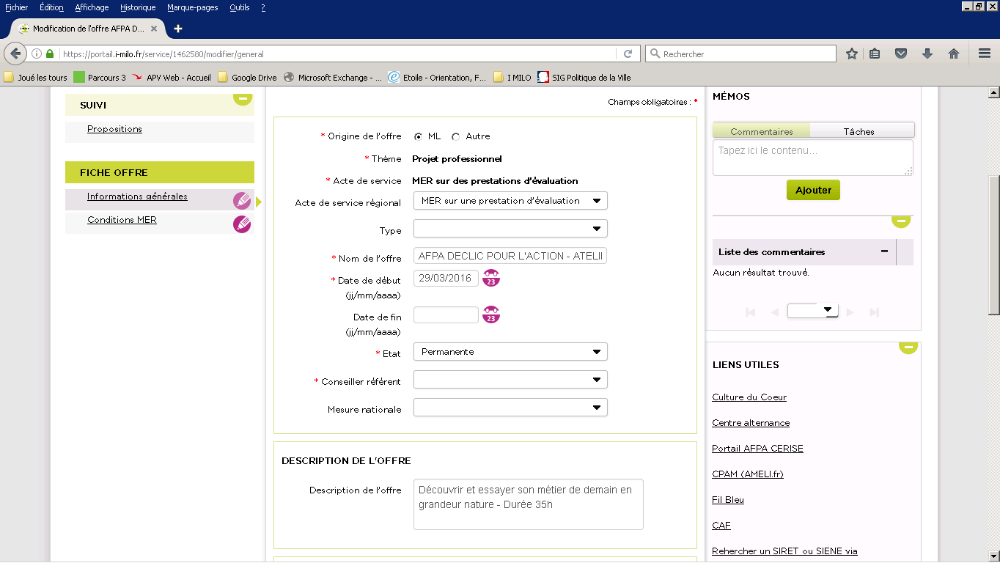 Fichier Édition Affichage Historique Marque-pages Outils ?
Modification de l'offre AFPA D...
https://portail.i-milo.fr/service/1462580/modifier/general
Rechercher
Joué les tours Parcours 3 APV Web - Accueil Google Drive Microsoft Exchange - ... Etoile - Orientation, F... I MILO SIG Politique de la Ville
SUIVI
Propositions
FICHE OFFRE
Informations générales
Conditions MER
Champs obligatoires : *
* Origine de l'offre ML Autre
* Thème Projet professionnel
* Acte de service MER sur des prestations d'évaluation
Acte de service régional MER sur une prestation d'évaluation
Type
* Nom de l'offre AFPA DECLIC POUR L'ACTION - ATELII
* Date de début 29/03/2016 23
(jj/mm/aaaa)
Date de fin 23
(jj/mm/aaaa)
* Etat Permanente
* Conseiller référent
Mesure nationale
DESCRIPTION DE L'OFFRE
Description de l'offre Découvrir et essayer son métier de demain en
grandeur nature - Durée 35h
MÉMOS
Commentaires Tâches
Tapez ici le contenu...
Ajouter
Liste des commentaires
Aucun résultat trouvé.
LIENS UTILES
Culture du Coeur
Centre alternance
Portail AFPA CERISE
CPAM (AMELI.fr)
Fil Bleu
CAF
Rehercher un SIRET ou SIENE via